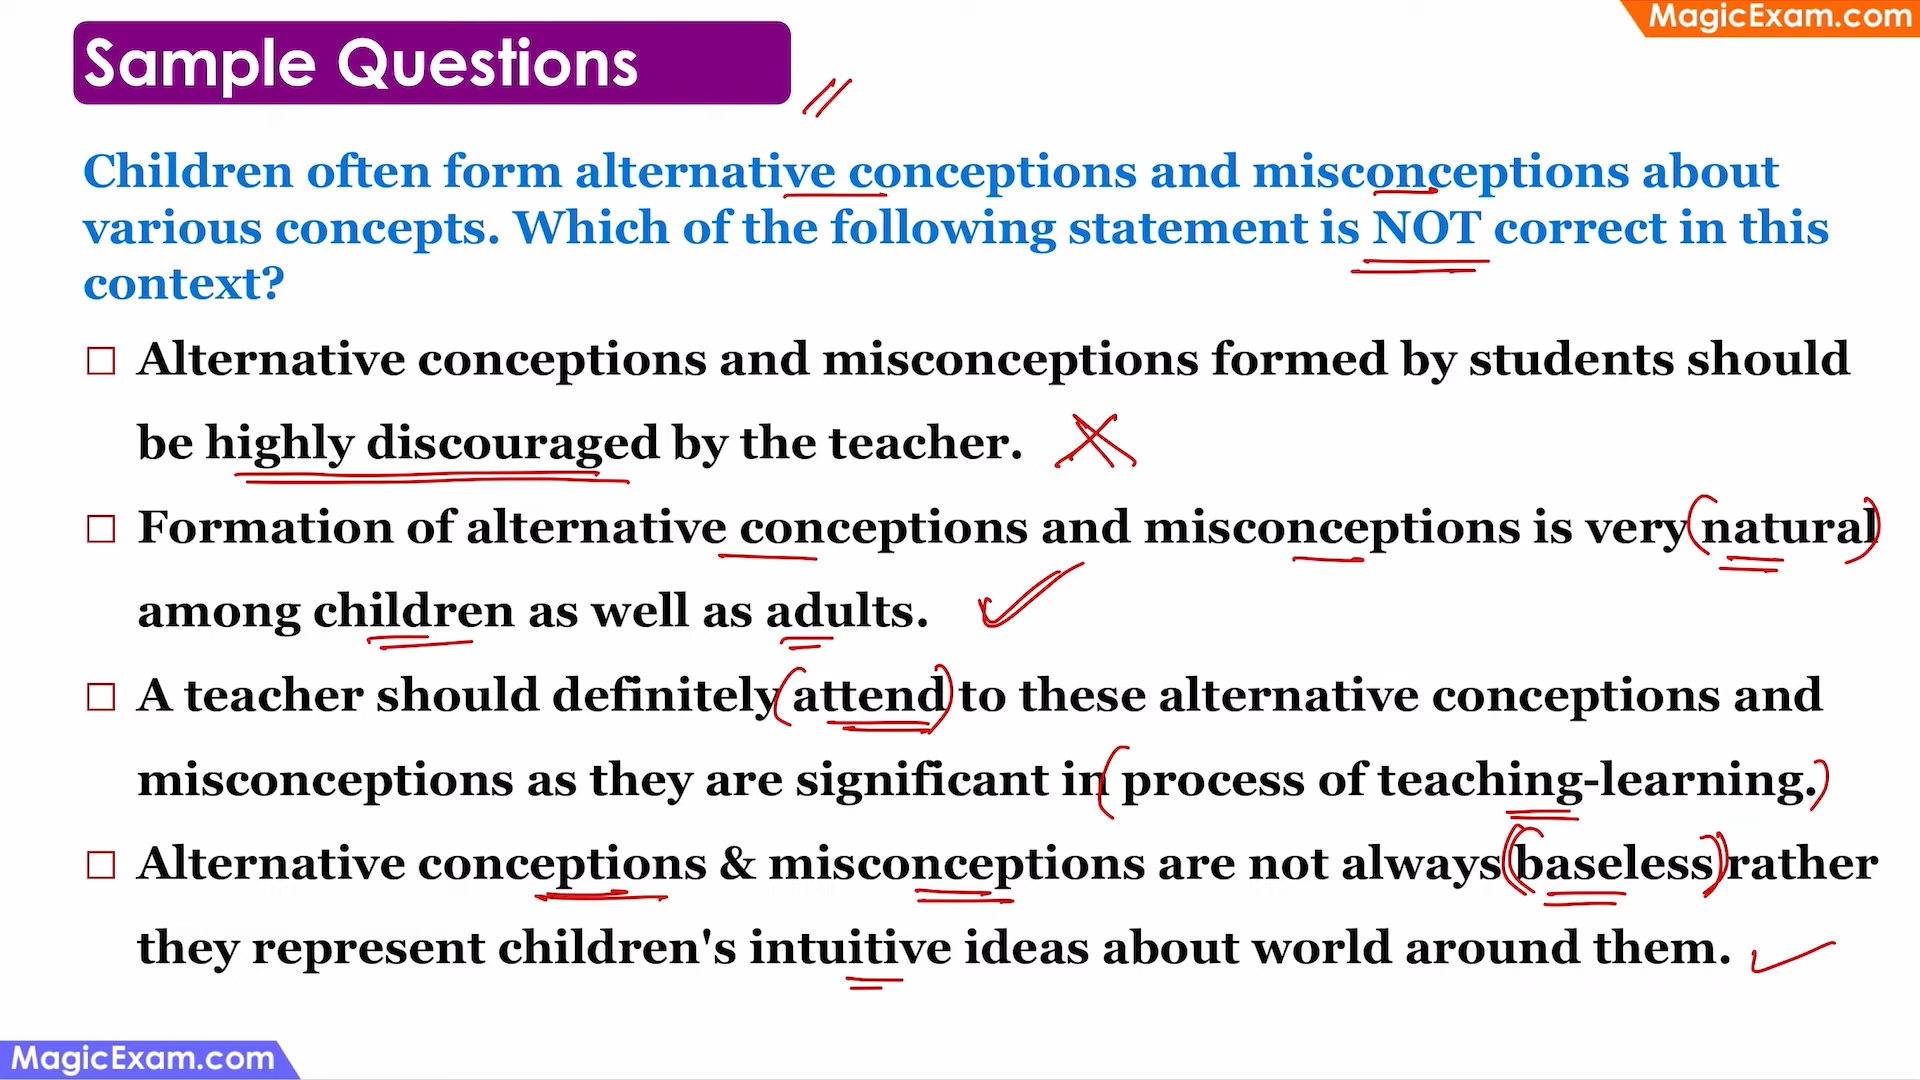 MagicExam.com
Sample Questions
Children often form alternative conceptions and misconceptions about
various concepts. Which of the following statement is NOT correct in this
context?
Alternative conceptions and misconceptions formed by students should
be highly discouraged by the teacher.
Formation of alternative conceptions and misconceptions is very natural
among children as well as adults.
A teacher should definitely attend to these alternative conceptions and
misconceptions as they are significant in process of teaching-learning.
Alternative conceptions & misconceptions are not always baseless rather
they represent children's intuitive ideas about world around them.
MagicExam.com